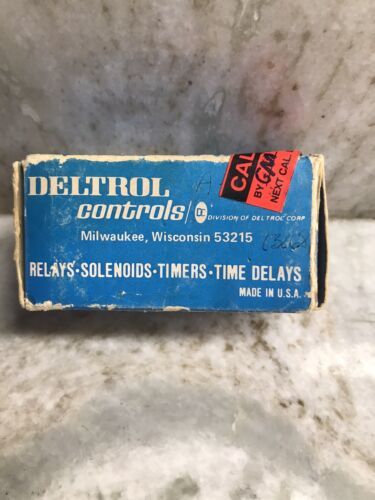 DELTROL
controls
DIVISION OF DELTROL CORP
Milwaukee, Wisconsin 53215
RELAYS·SOLENOIDS·TIMERS·TIME DELAYS
MADE IN U.S.A.
CAL
BY
NEXT CAL